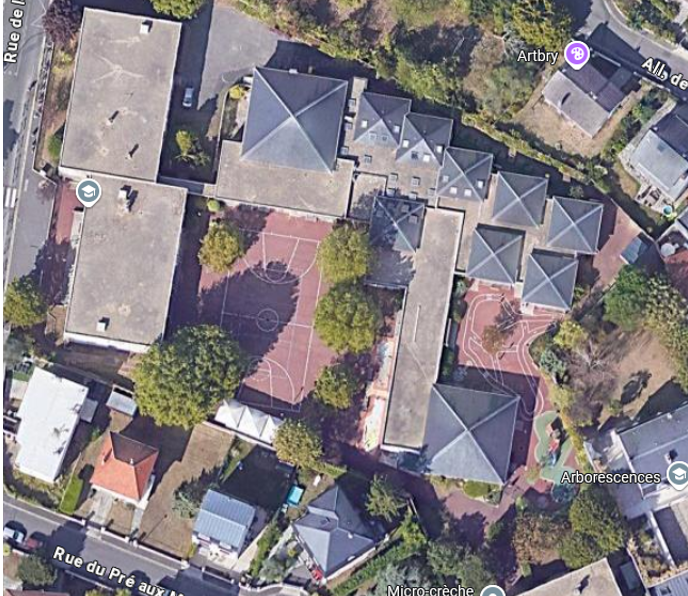 Rue de l
Artbry
All. de
Arborescences
Rue du Pré aux M
Micro-crèche